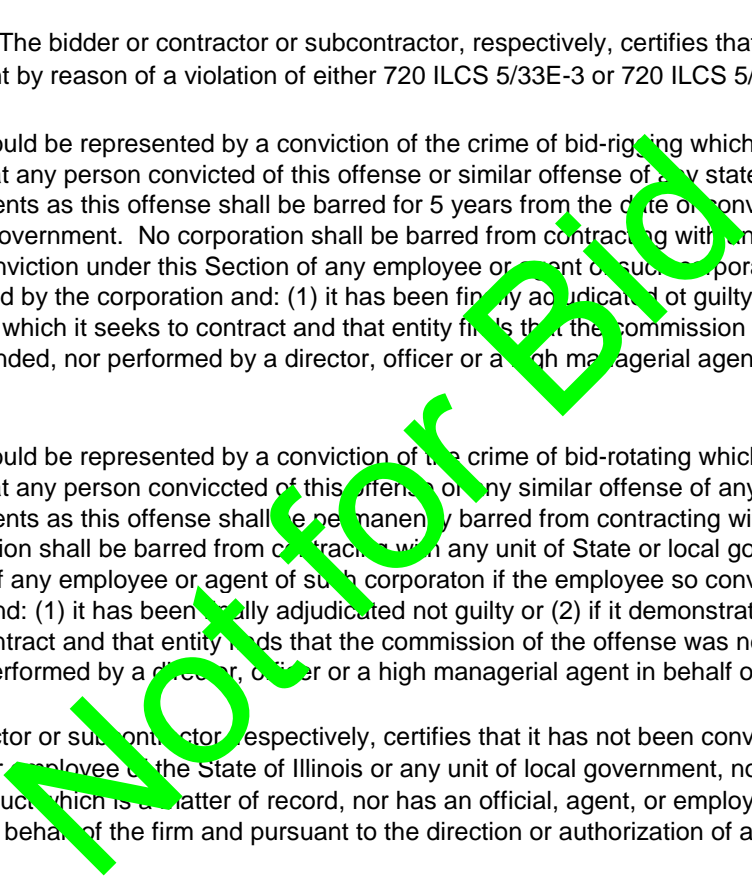 The bidder or contractor or subcontractor, respectively, certifies that
nt by reason of a violation of either 720 ILCS 5/33E-3 or 720 ILCS 5/
ould be represented by a conviction of the crime of bid-rigging which
at any person convicted of this offense or similar offense of any state
ents as this offense shall be barred for 5 years from the date of conv
overnment. No corporation shall be barred from contracting with an
nviction under this Section of any employee or agent of such corpora
d by the corporation and: (1) it has been finally adjudicated ot guilty
which it seeks to contract and that entity finds that the commission
nded, nor performed by a director, officer or a high managerial agen
ould be represented by a conviction of the crime of bid-rotating which
at any person conviccted of this offense or any similar offense of any
ents as this offense shall be permanently barred from contracting wi
ion shall be barred from contracing with any unit of State or local go
f any employee or agent of such corporaton if the employee so conv
nd: (1) it has been finally adjudicated not guilty or (2) if it demonstrat
ntract and that entity finds that the commission of the offense was no
erformed by a director, officer or a high managerial agent in behalf o
ctor or subcontractor, respectively, certifies that it has not been conv
r employee of the State of Illinois or any unit of local government, no
uct which is a matter of record, nor has an official, agent, or employ
behalf of the firm and pursuant to the direction or authorization of a
Not for Bid